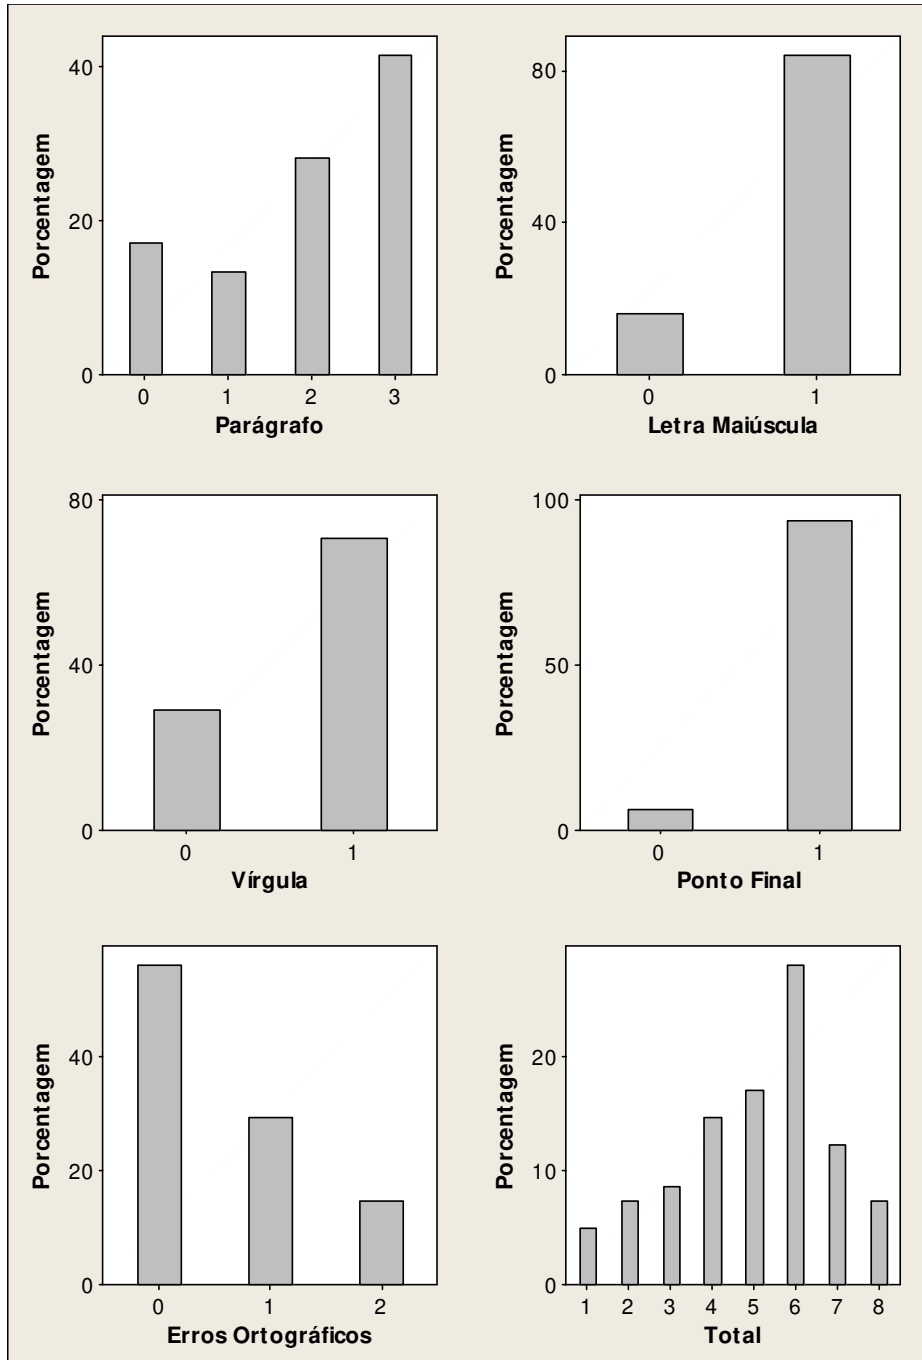 Porcentagem
40
20
0
0 1 2 3
Parágrafo
Porcentagem
80
40
0
0 1
Letra Maiúscula
Porcentagem
80
40
0
0 1
Vírgula
Porcentagem
100
50
0
0 1
Ponto Final
Porcentagem
40
20
0
0 1 2
Erros Ortográficos
Porcentagem
20
10
0
1 2 3 4 5 6 7 8
Total